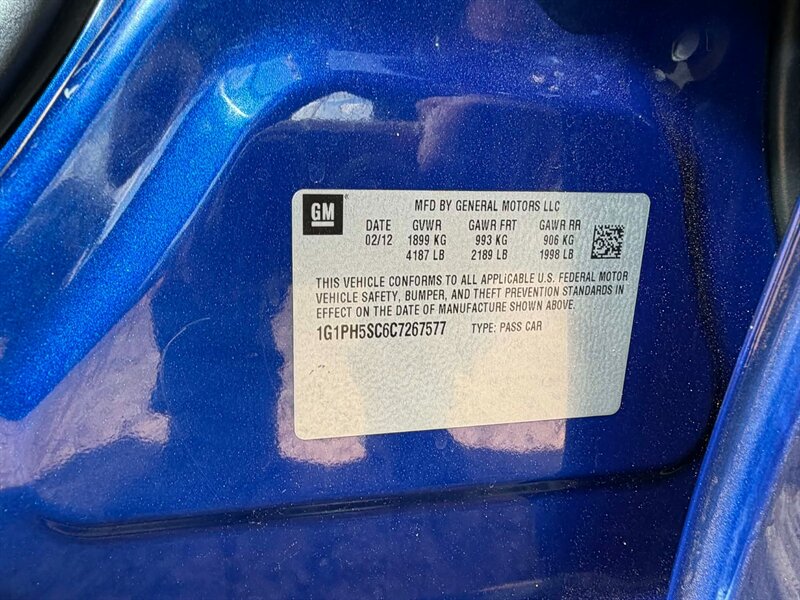 GM
MFD BY GENERAL MOTORS LLC
DATE GVWR GAWR FRT GAWR RR
02/12 1899 KG 993 KG 906 KG
4187 LB 2189 LB 1998 LB
THIS VEHICLE CONFORMS TO ALL APPLICABLE U.S. FEDERAL MOTOR
VEHICLE SAFETY, BUMPER, AND THEFT PREVENTION STANDARDS IN
EFFECT ON THE DATE OF MANUFACTURE SHOWN ABOVE.
1G1PH5SC6C7267577 TYPE: PASS CAR